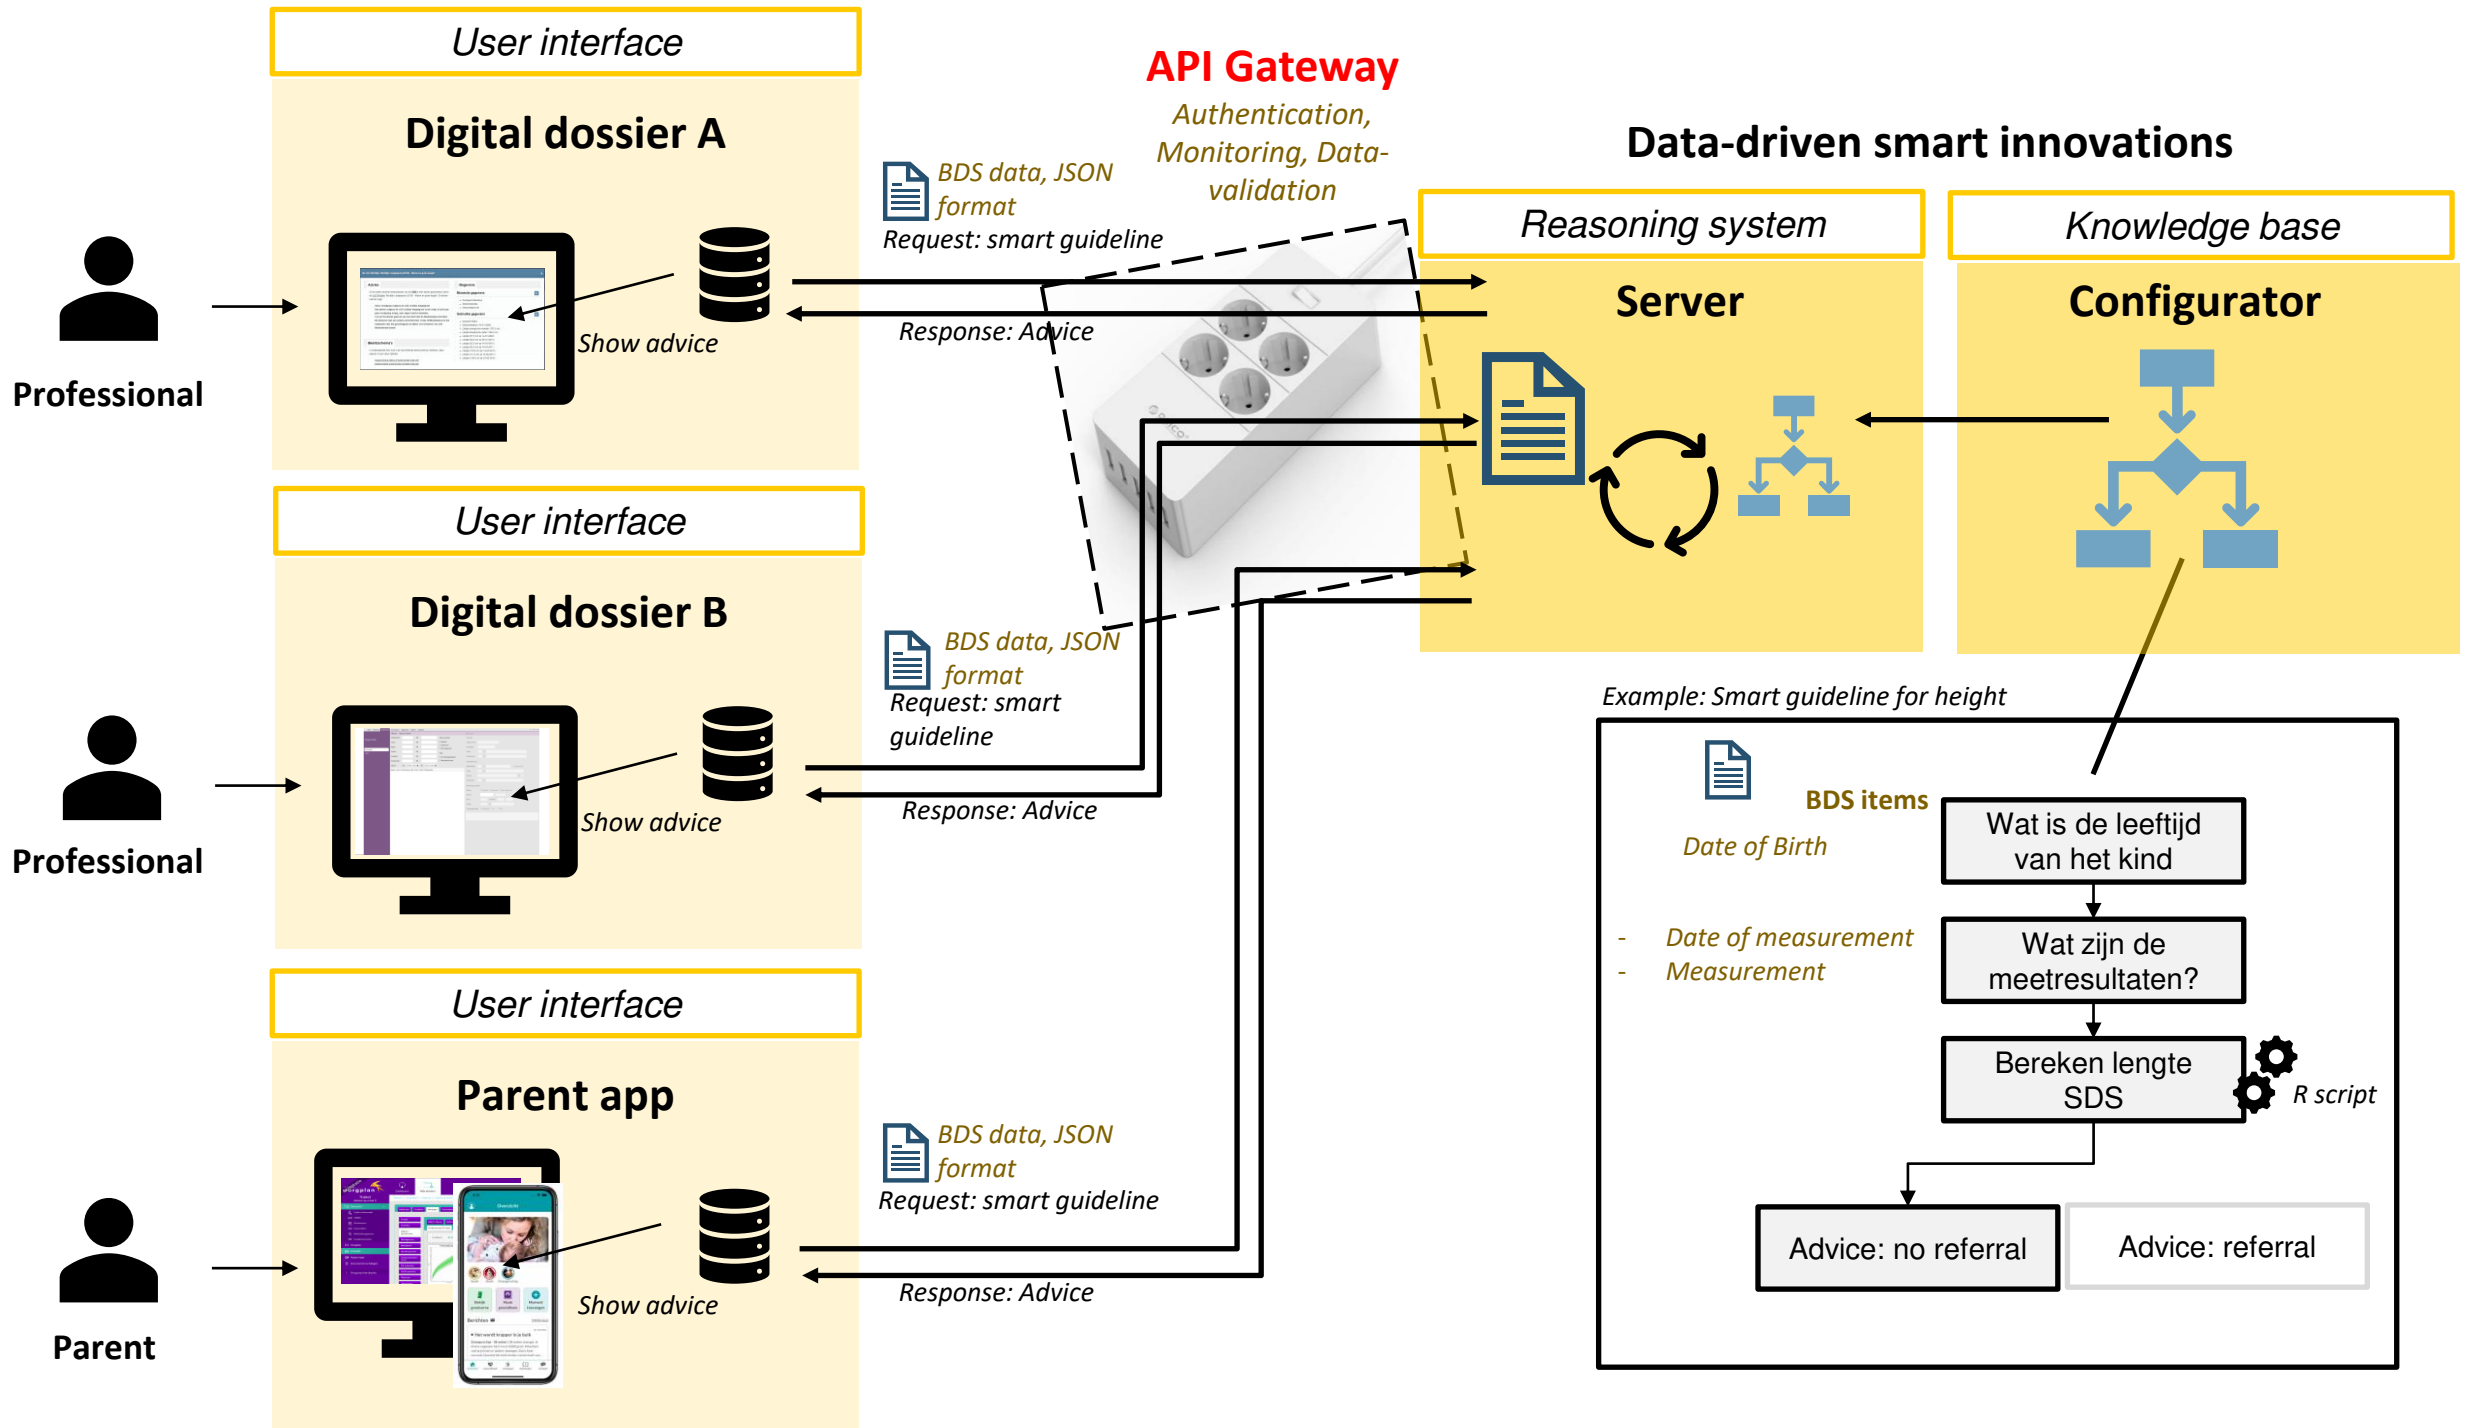 User interface
Digital dossier A
Professional
Show advice
BDS data, JSON
format
Request: smart guideline
Response: Advice
API Gateway
Authentication,
Monitoring, Data-
validation
Data-driven smart innovations
Reasoning system
Server
Knowledge base
Configurator
User interface
Digital dossier B
Professional
Show advice
BDS data, JSON
format
Request: smart
guideline
Response: Advice
User interface
Parent app
Parent
Show advice
BDS data, JSON
format
Request: smart guideline
Response: Advice
Example: Smart guideline for height
BDS items
Date of Birth
- Date of measurement
- Measurement
Wat is de leeftijd
van het kind
Wat zijn de
meetresultaten?
Bereken lengte
SDS
R script
Advice: no referral
Advice: referral